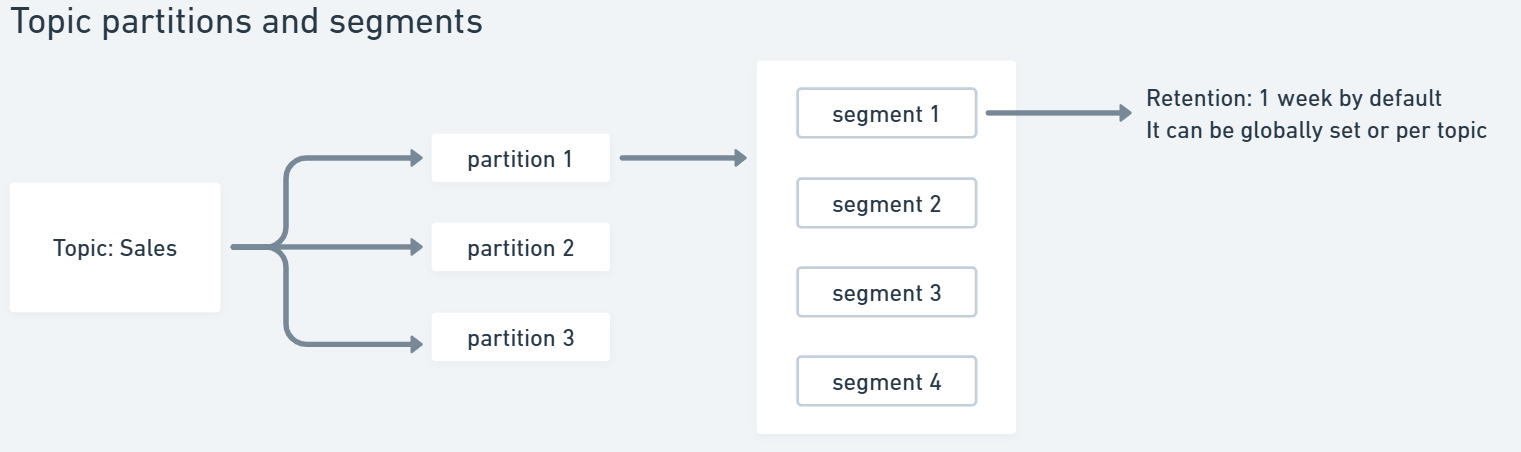 Topic partitions and segments
Topic: Sales
partition 1
partition 2
partition 3
segment 1
segment 2
segment 3
segment 4
Retention: 1 week by default
It can be globally set or per topic